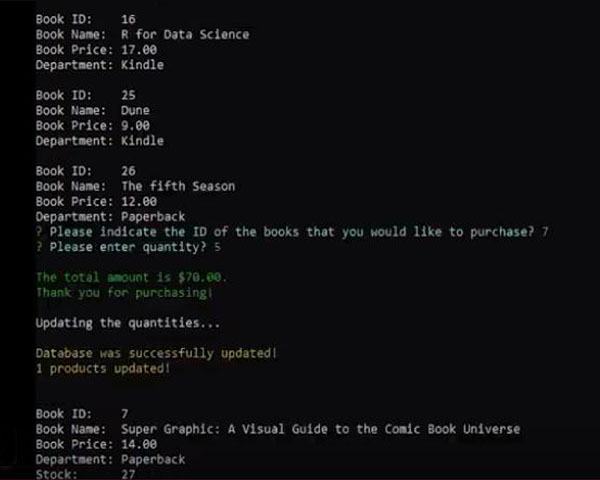 Book ID: 16
Book Name: R for Data Science
Book Price: 17.00
Department: Kindle
Book ID: 25
Book Name: Dune
Book Price: 9.00
Department: Kindle
Book ID: 26
Book Name: The fifth Season
Book Price: 12.00
Department: Paperback
? Please indicate the ID of the books that you would like to purchase? 7
? Please enter quantity? 5
The total amount is $70.00.
Thank you for purchasing!
Updating the quantities...
Database was successfully updated!
1 products updated!
Book ID: 7
Book Name: Super Graphic: A Visual Guide to the Comic Book Universe
Book Price: 14.00
Department: Paperback
Stock: 27